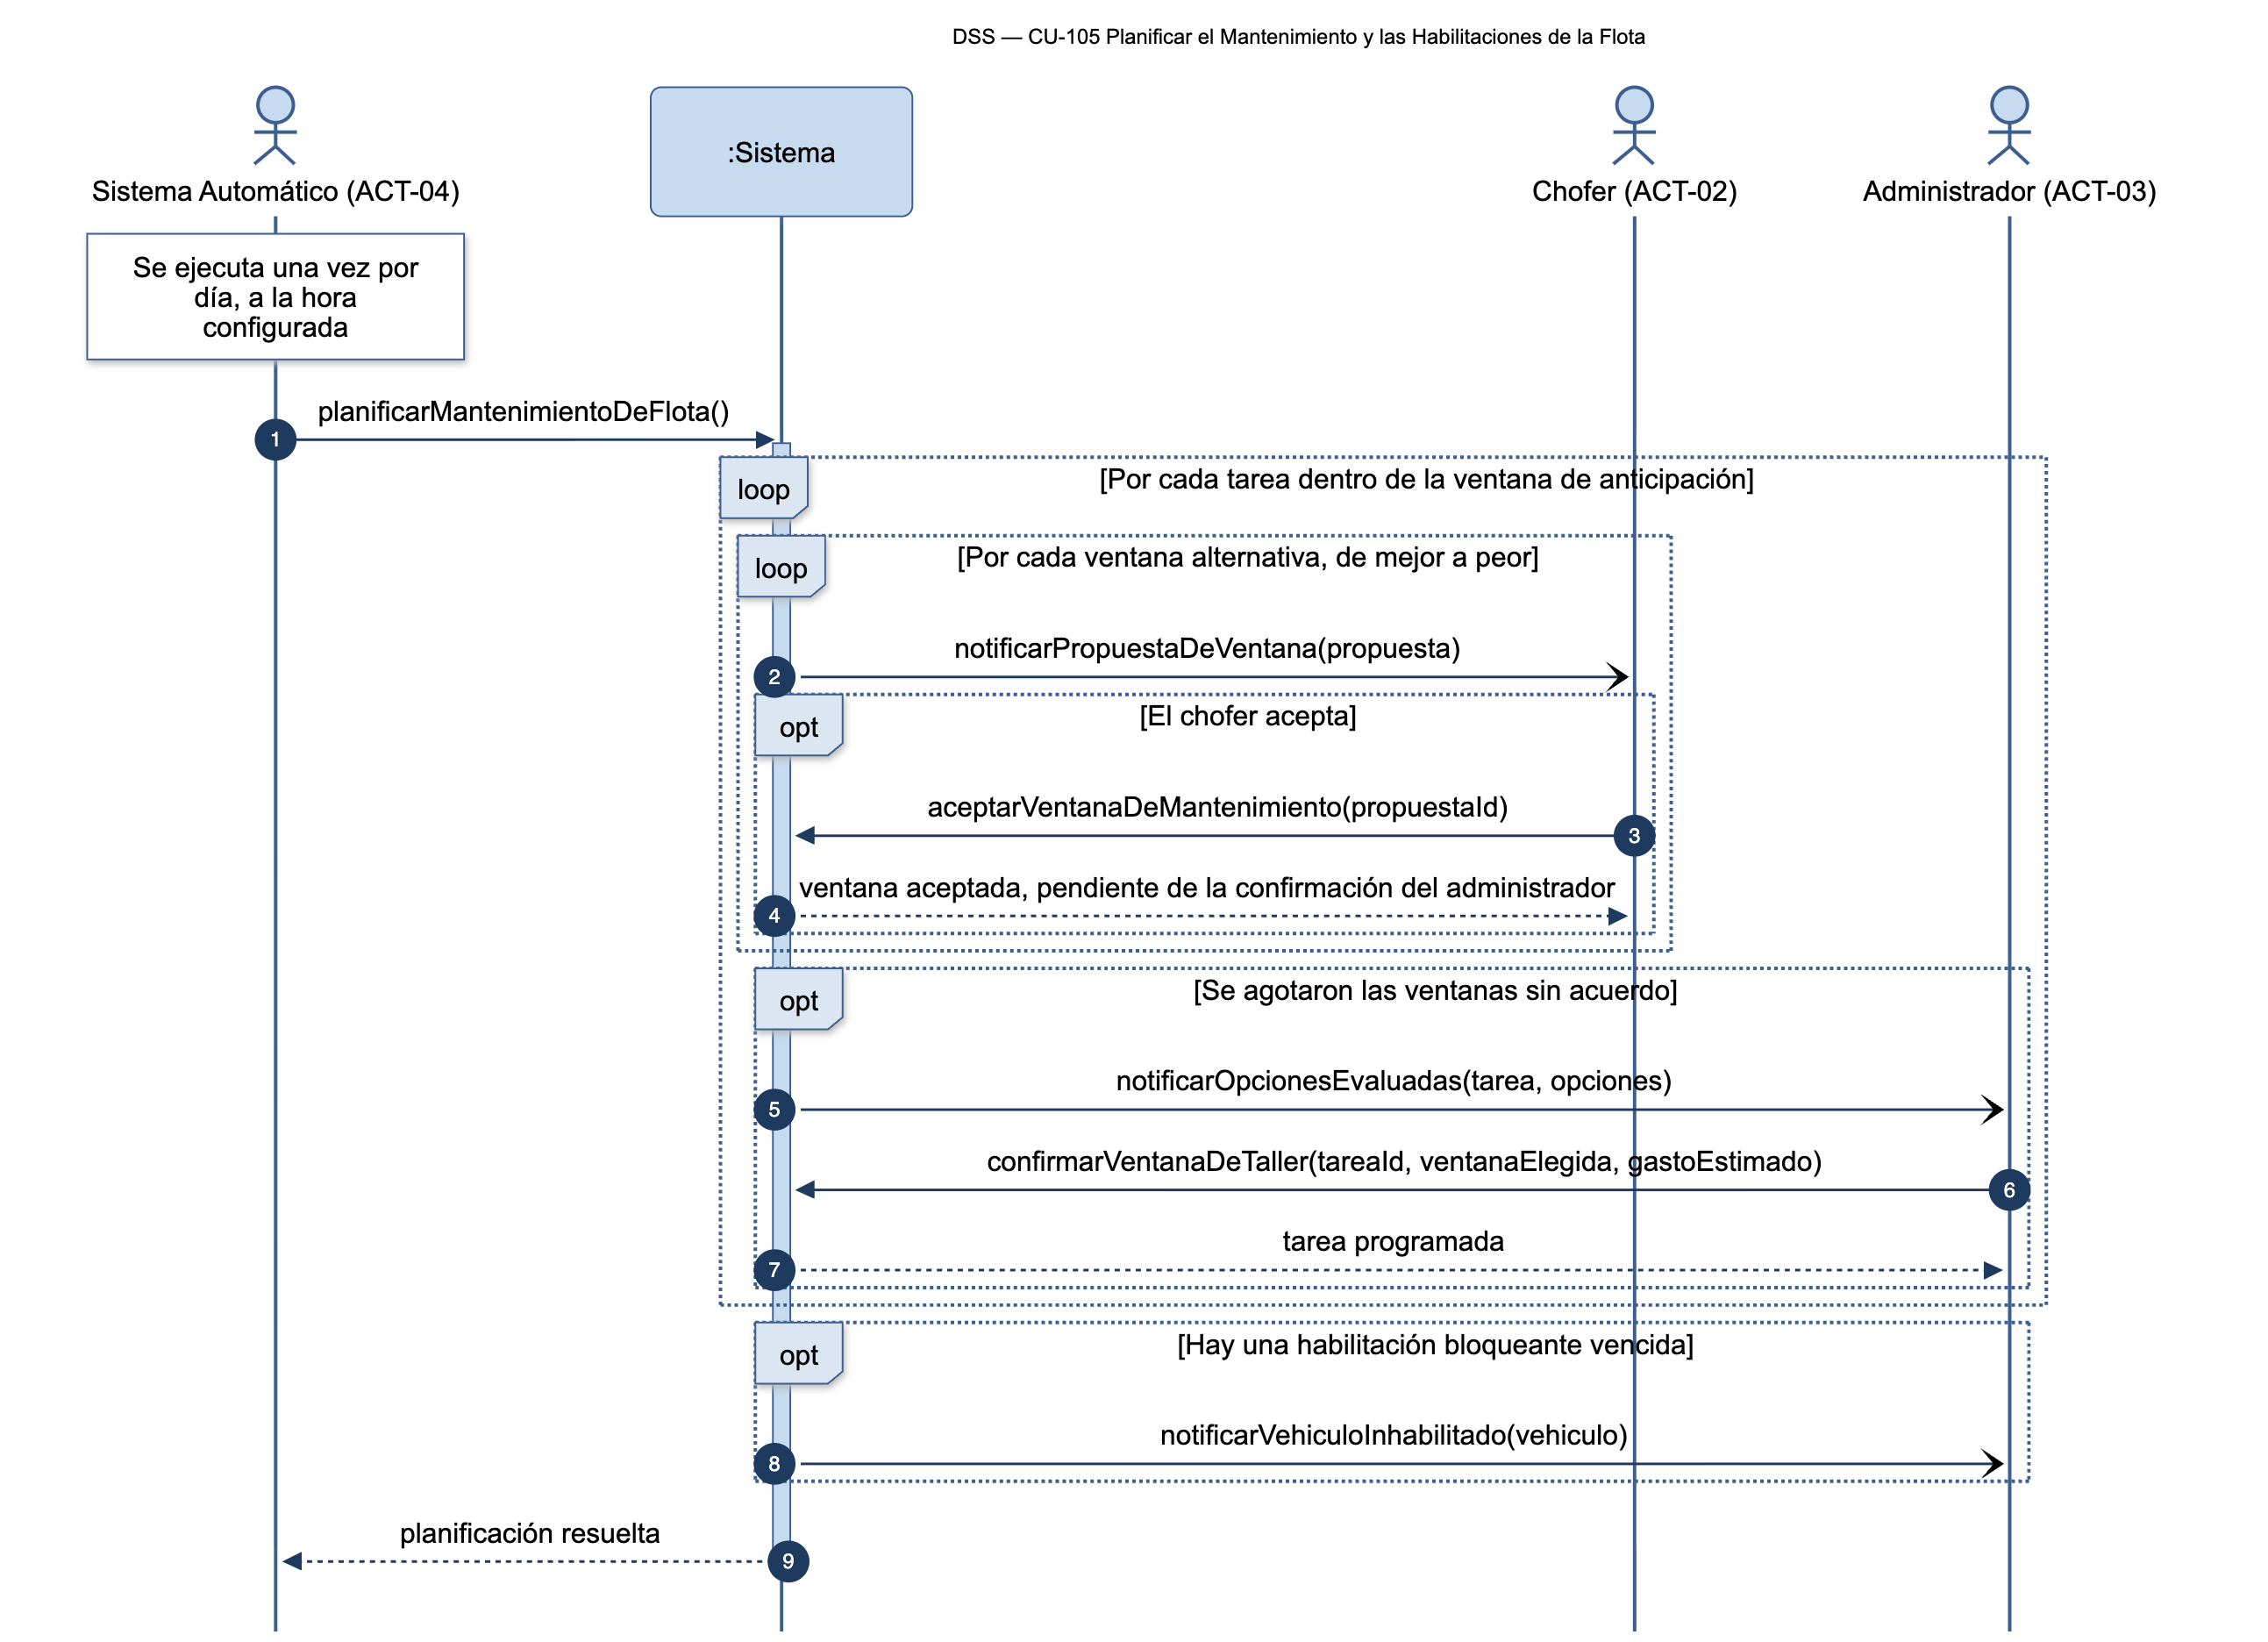 DSS — CU-105 Planificar el Mantenimiento y las Habilitaciones de la Flota
Sistema Automático (ACT-04)
:Sistema
Chofer (ACT-02)
Administrador (ACT-03)
Se ejecuta una vez por
día, a la hora
configurada
planificarMantenimientoDeFlota()
1
loop
[Por cada tarea dentro de la ventana de anticipación]
loop
[Por cada ventana alternativa, de mejor a peor]
notificarPropuestaDeVentana(propuesta)
2
opt
[El chofer acepta]
aceptarVentanaDeMantenimiento(propuestaId)
3
ventana aceptada, pendiente de la confirmación del administrador
4
opt
[Se agotaron las ventanas sin acuerdo]
notificarOpcionesEvaluadas(tarea, opciones)
5
confirmarVentanaDeTaller(tareaId, ventanaElegida, gastoEstimado)
6
tarea programada
7
opt
[Hay una habilitación bloqueante vencida]
notificarVehiculoInhabilitado(vehiculo)
8
planificación resuelta
9